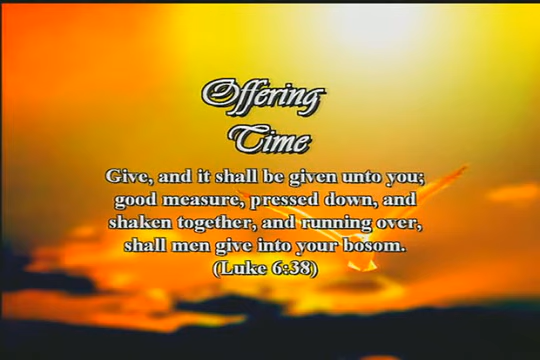 Offering
Time
Give, and it shall be given unto you;
good measure, pressed down, and
shaken together, and running over,
shall men give into your bosom.
(Luke 6:38)